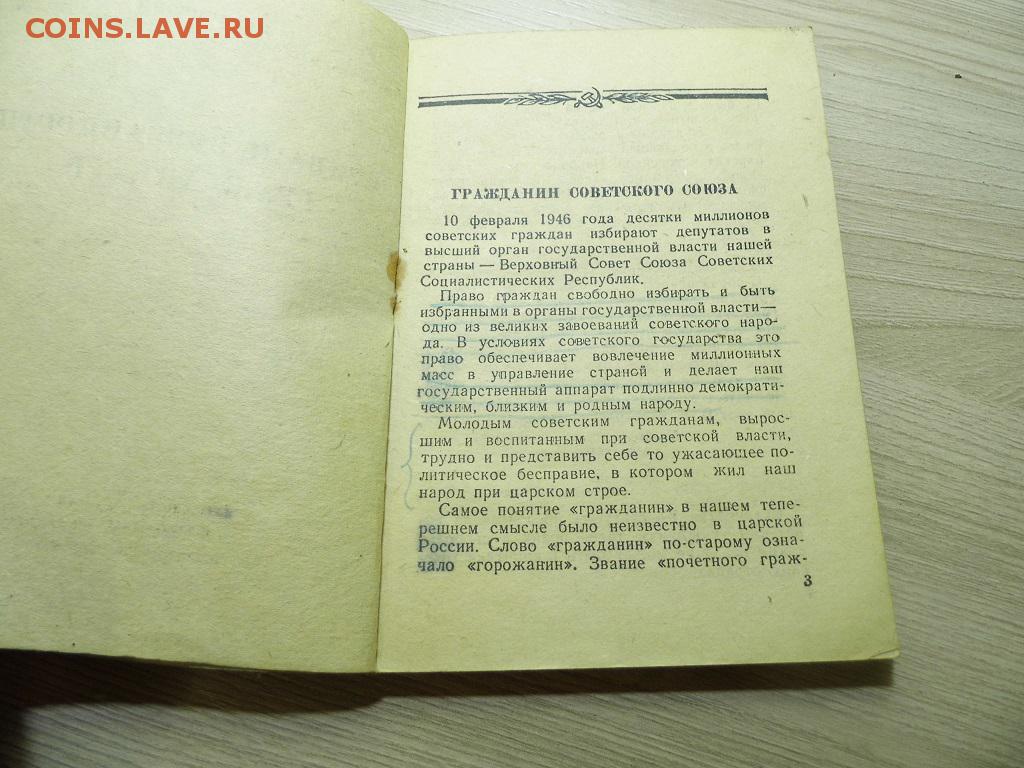 COINS.LAVE.RU
ГРАЖДАНИН СОВЕТСКОГО СОЮЗА
10 февраля 1946 года десятки миллионов
советских граждан избирают депутатов в
высший орган государственной власти нашей
страны — Верховный Совет Союза Советских
Социалистических Республик.
Право граждан свободно избирать и быть
избранными в органы государственной власти—
одно из великих завоеваний советского наро-
да. В условиях советского государства это
право обеспечивает вовлечение миллионных
масс в управление страной и делает наш
государственный аппарат подлинно демократи-
ческим, близким и родным народу.
Молодым советским гражданам, вырос-
шим и воспитанным при советской власти,
трудно и представить себе то ужасающее по-
литическое бесправие, в котором жил наш
народ при царском строе.
Самое понятие «гражданин» в нашем тепе-
решнем смысле было неизвестно в царской
России. Слово «гражданин» по-старому озна-
чало «горожанин». Звание «почетного граж-
3